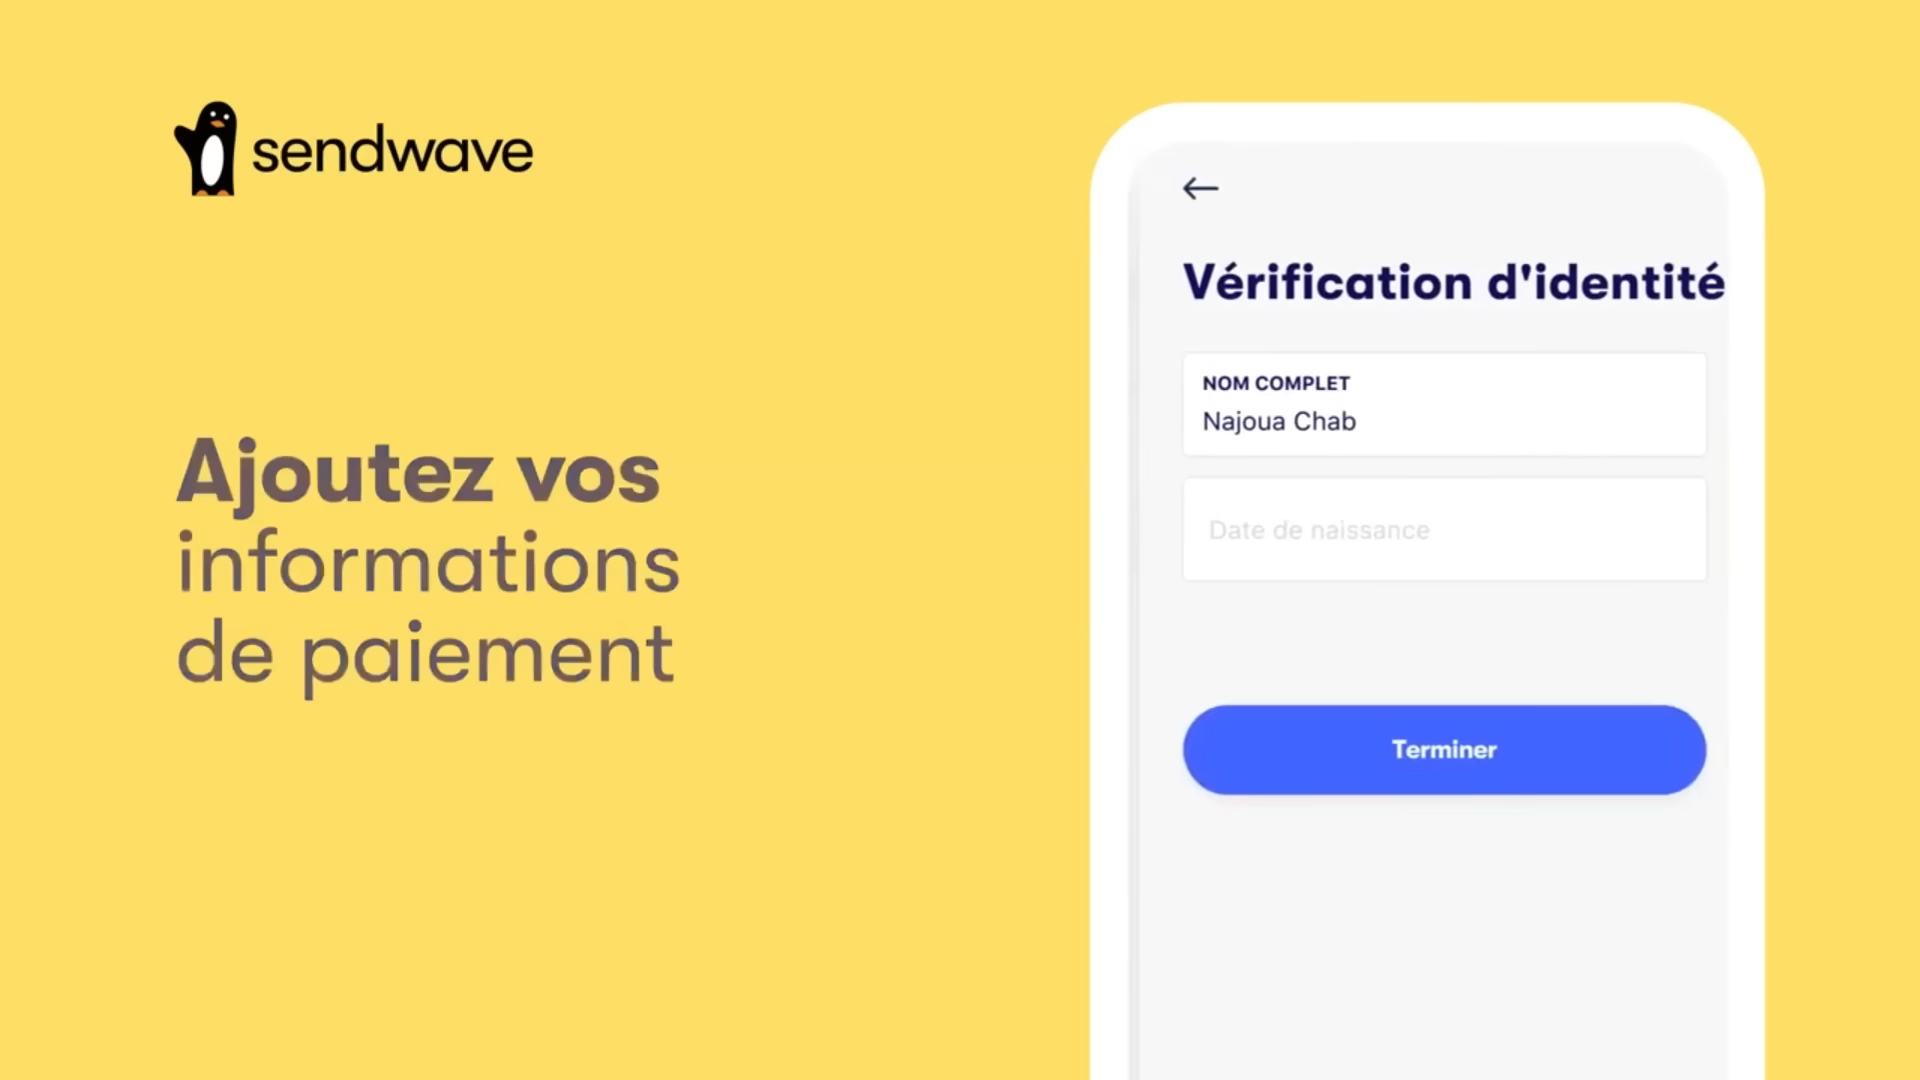 sendwave
Ajoutez vos
informations
de paiement
Vérification d'identité
NOM COMPLET
Najoua Chab
Date de naissance
Terminer